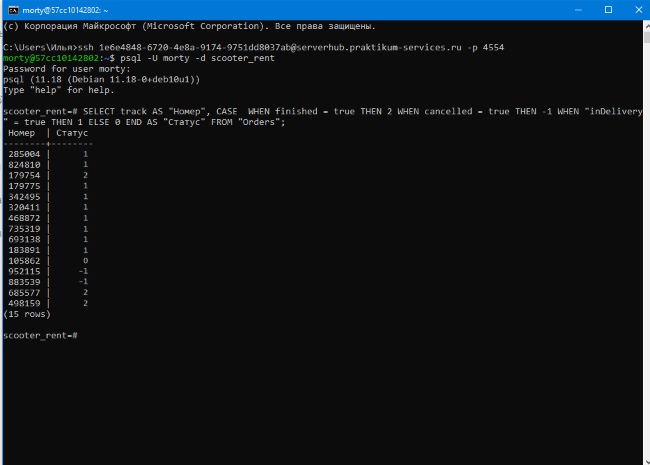 morty@57cc10142802: ~
(c) Корпорация Майкрософт (Microsoft Corporation). Все права защищены.
C:\Users\Илья>ssh 1e6e4848-6720-4e8a-9174-9751dd8037ab@serverhub.praktikum-services.ru -p 4554
morty@57cc10142802:~$ psql -U morty -d scooter_rent
Password for user morty:
psql (11.18 (Debian 11.18-0+deb10u1))
Type "help" for help.
scooter_rent=# SELECT track AS "Номер", CASE  WHEN finished = true THEN 2 WHEN cancelled = true THEN -1 WHEN "inDelivery
" = true THEN 1 ELSE 0 END AS "Статус" FROM "Orders";
 Номер  | Статус
--------+--------
 285004 |      1
 824810 |      1
 179754 |      2
 179775 |      1
 342495 |      1
 320411 |      1
 468872 |      1
 735319 |      1
 693138 |      1
 183891 |      1
 105862 |      0
 952115 |     -1
 883539 |     -1
 685577 |      2
 498159 |      2
(15 rows)
scooter_rent=#